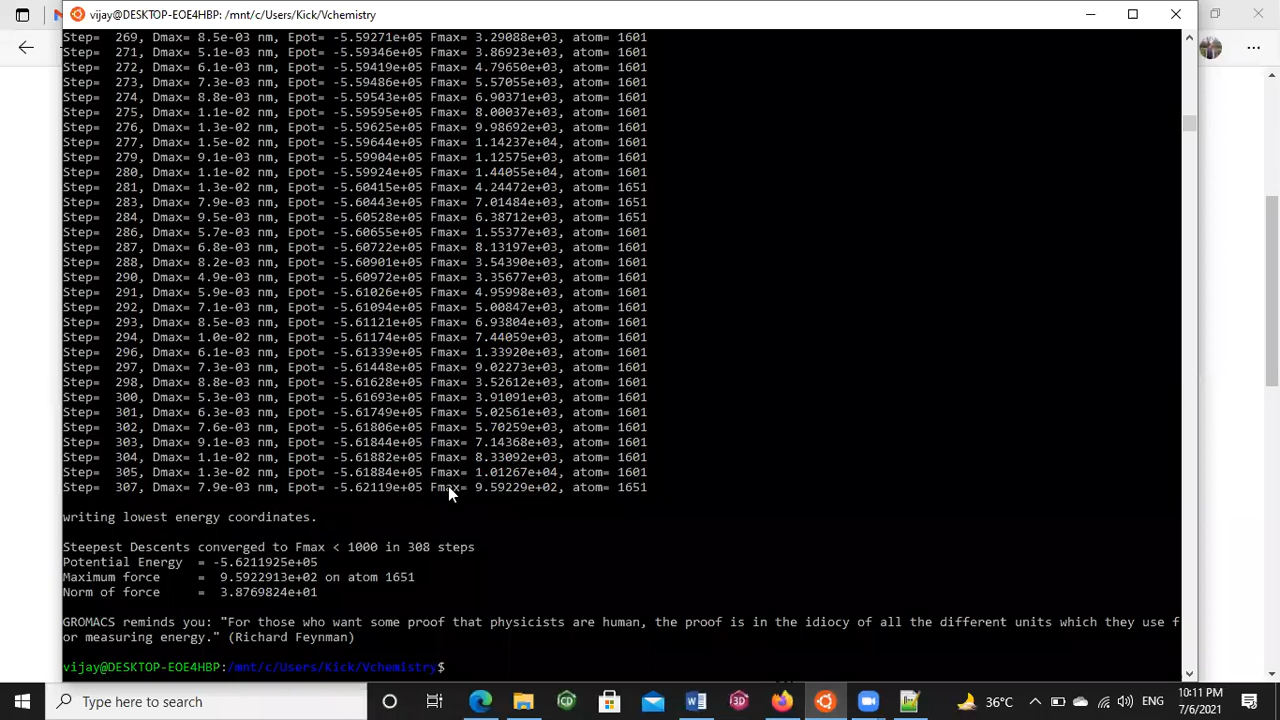 vijay@DESKTOP-EOE4HBP: /mnt/c/Users/Kick/Vchemistry
Step=  269, Dmax= 8.5e-03 nm, Epot= -5.59271e+05 Fmax= 3.29088e+03, atom= 1601
Step=  271, Dmax= 5.1e-03 nm, Epot= -5.59346e+05 Fmax= 3.86923e+03, atom= 1601
Step=  272, Dmax= 6.1e-03 nm, Epot= -5.59419e+05 Fmax= 4.79650e+03, atom= 1601
Step=  273, Dmax= 7.3e-03 nm, Epot= -5.59486e+05 Fmax= 5.57055e+03, atom= 1601
Step=  274, Dmax= 8.8e-03 nm, Epot= -5.59543e+05 Fmax= 6.90371e+03, atom= 1601
Step=  275, Dmax= 1.1e-02 nm, Epot= -5.59595e+05 Fmax= 8.00037e+03, atom= 1601
Step=  276, Dmax= 1.3e-02 nm, Epot= -5.59625e+05 Fmax= 9.98692e+03, atom= 1601
Step=  277, Dmax= 1.5e-02 nm, Epot= -5.59644e+05 Fmax= 1.14237e+04, atom= 1601
Step=  279, Dmax= 9.1e-03 nm, Epot= -5.59904e+05 Fmax= 1.12575e+04, atom= 1601
Step=  280, Dmax= 1.1e-02 nm, Epot= -5.59924e+05 Fmax= 1.44055e+04, atom= 1601
Step=  281, Dmax= 1.3e-02 nm, Epot= -5.60415e+05 Fmax= 4.24472e+03, atom= 1651
Step=  283, Dmax= 7.9e-03 nm, Epot= -5.60443e+05 Fmax= 7.01484e+03, atom= 1651
Step=  284, Dmax= 9.5e-03 nm, Epot= -5.60528e+05 Fmax= 6.38712e+03, atom= 1651
Step=  286, Dmax= 5.7e-03 nm, Epot= -5.60655e+05 Fmax= 1.55377e+03, atom= 1601
Step=  287, Dmax= 6.8e-03 nm, Epot= -5.60722e+05 Fmax= 8.13197e+03, atom= 1601
Step=  288, Dmax= 8.2e-03 nm, Epot= -5.60901e+05 Fmax= 3.54390e+03, atom= 1601
Step=  290, Dmax= 4.9e-03 nm, Epot= -5.60972e+05 Fmax= 3.35677e+03, atom= 1601
Step=  291, Dmax= 5.9e-03 nm, Epot= -5.61026e+05 Fmax= 4.95998e+03, atom= 1601
Step=  292, Dmax= 7.1e-03 nm, Epot= -5.61094e+05 Fmax= 5.00847e+03, atom= 1601
Step=  293, Dmax= 8.5e-03 nm, Epot= -5.61121e+05 Fmax= 6.93804e+03, atom= 1601
Step=  294, Dmax= 1.0e-02 nm, Epot= -5.61174e+05 Fmax= 7.44059e+03, atom= 1601
Step=  296, Dmax= 6.1e-03 nm, Epot= -5.61339e+05 Fmax= 1.33920e+03, atom= 1601
Step=  297, Dmax= 7.3e-03 nm, Epot= -5.61448e+05 Fmax= 9.02273e+03, atom= 1601
Step=  298, Dmax= 8.8e-03 nm, Epot= -5.61628e+05 Fmax= 3.52612e+03, atom= 1601
Step=  300, Dmax= 5.3e-03 nm, Epot= -5.61693e+05 Fmax= 3.91091e+03, atom= 1601
Step=  301, Dmax= 6.3e-03 nm, Epot= -5.61749e+05 Fmax= 5.02561e+03, atom= 1601
Step=  302, Dmax= 7.6e-03 nm, Epot= -5.61806e+05 Fmax= 5.70259e+03, atom= 1601
Step=  303, Dmax= 9.1e-03 nm, Epot= -5.61844e+05 Fmax= 7.14368e+03, atom= 1601
Step=  304, Dmax= 1.1e-02 nm, Epot= -5.61882e+05 Fmax= 8.33092e+03, atom= 1601
Step=  305, Dmax= 1.3e-02 nm, Epot= -5.61884e+05 Fmax= 1.01267e+04, atom= 1601
Step=  307, Dmax= 7.9e-03 nm, Epot= -5.62119e+05 Fmax= 9.59229e+02, atom= 1651
writing lowest energy coordinates.
Steepest Descents converged to Fmax < 1000 in 308 steps
Potential Energy  = -5.6211925e+05
Maximum force     =  9.5922913e+02 on atom 1651
Norm of force     =  3.8769824e+01
GROMACS reminds you: "For those who want some proof that physicists are human, the proof is in the idiocy of all the different units which they use f
or measuring energy." (Richard Feynman)
vijay@DESKTOP-EOE4HBP:/mnt/c/Users/Kick/Vchemistry$
Type here to search
36°C
ENG
10:11 PM
7/6/2021